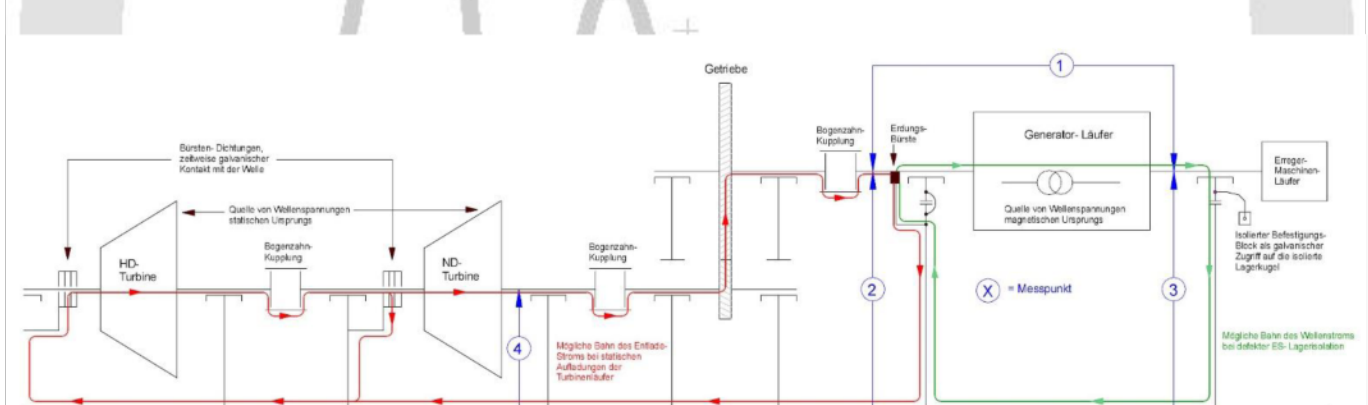 1
Getriebe
Bogenzahn-
Kupplung
Erdungs-
Bürste
Generator- Läufer
Bürsten- Dichtungen,
zeitweise galvanischer
Kontakt mit der Welle
Erreger-
Maschinen-
Läufer
Quelle von Wellenspannungen
statischen Ursprungs
Quelle von Wellenspannungen
magnetischen Ursprungs
Isolierter Befestigungs-
Block als galvanischer
Zugriff auf die isolierte
Lagerkugel
Bogenzahn-
Kupplung
Bogenzahn-
Kupplung
HD-
Turbine
ND-
Turbine
2
X = Messpunkt
3
4
Mögliche Bahn des Entlade-
Stroms bei statischen
Aufladungen der
Turbinenläufer
Mögliche Bahn des Wellenstroms
bei defekter ES- Lagerisolation